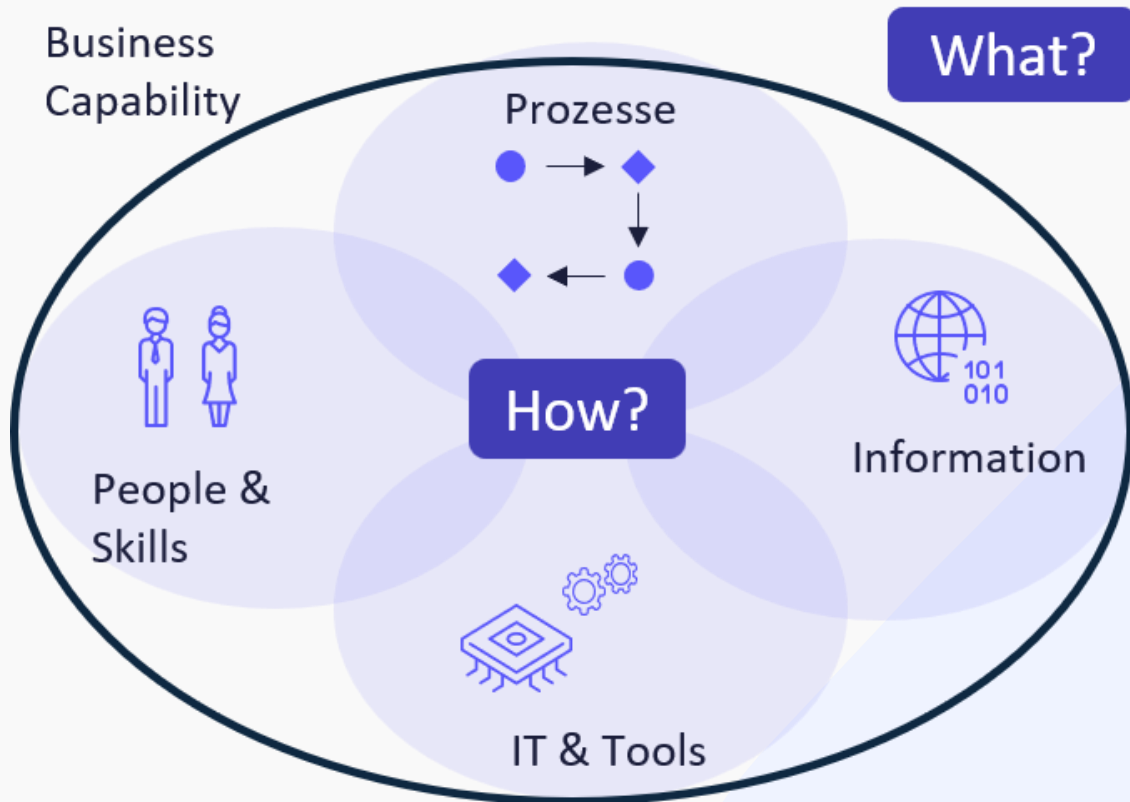 Business
Capability
What?
Prozesse
How?
101
010
Information
People &
Skills
IT & Tools